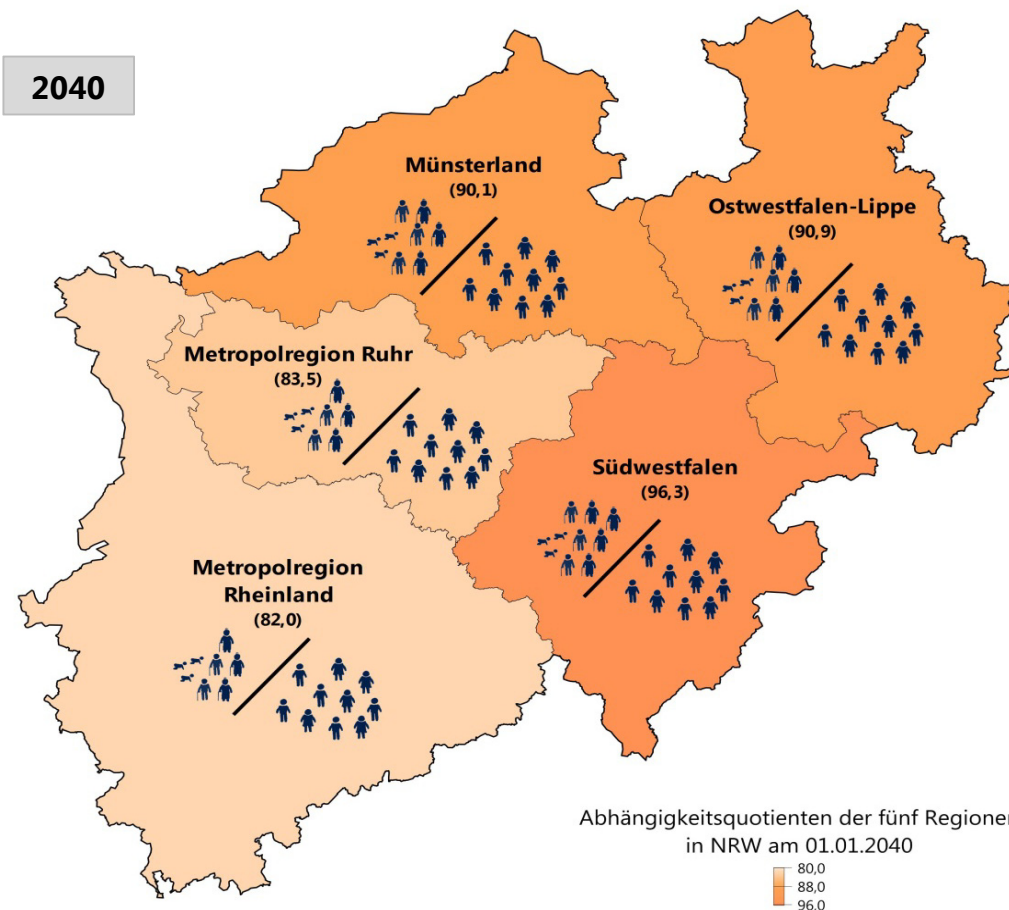 2040
Münsterland
(90,1)
Ostwestfalen-Lippe
(90,9)
Metropolregion Ruhr
(83,5)
Südwestfalen
(96,3)
Metropolregion
Rheinland
(82,0)
Abhängigkeitsquotienten der fünf Regionen
in NRW am 01.01.2040
80,0
88,0
96,0